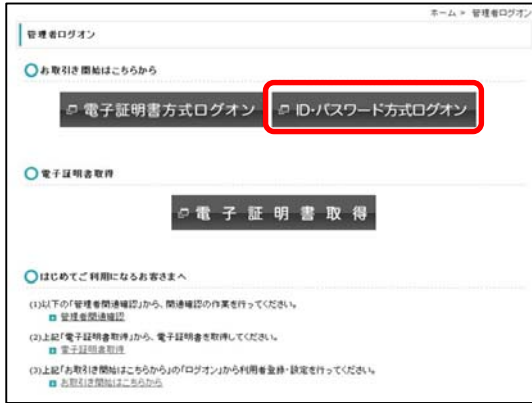 ホーム > 管理者ログオン
管理者ログオン
お取引き開始はこちらから
電子証明書方式ログオン ID・パスワード方式ログオン
電子証明書取得
電子証明書取得
はじめてご利用になるお客さまへ
(1)以下の「管理者開通確認」から、開通確認の作業を行ってください。
管理者開通確認
(2)上記「電子証明書取得」から、電子証明書を取得してください。
電子証明書取得
(3)上記「お取引き開始はこちらから」の「ログオン」から利用者登録・設定を行ってください。
お取引き開始はこちらから